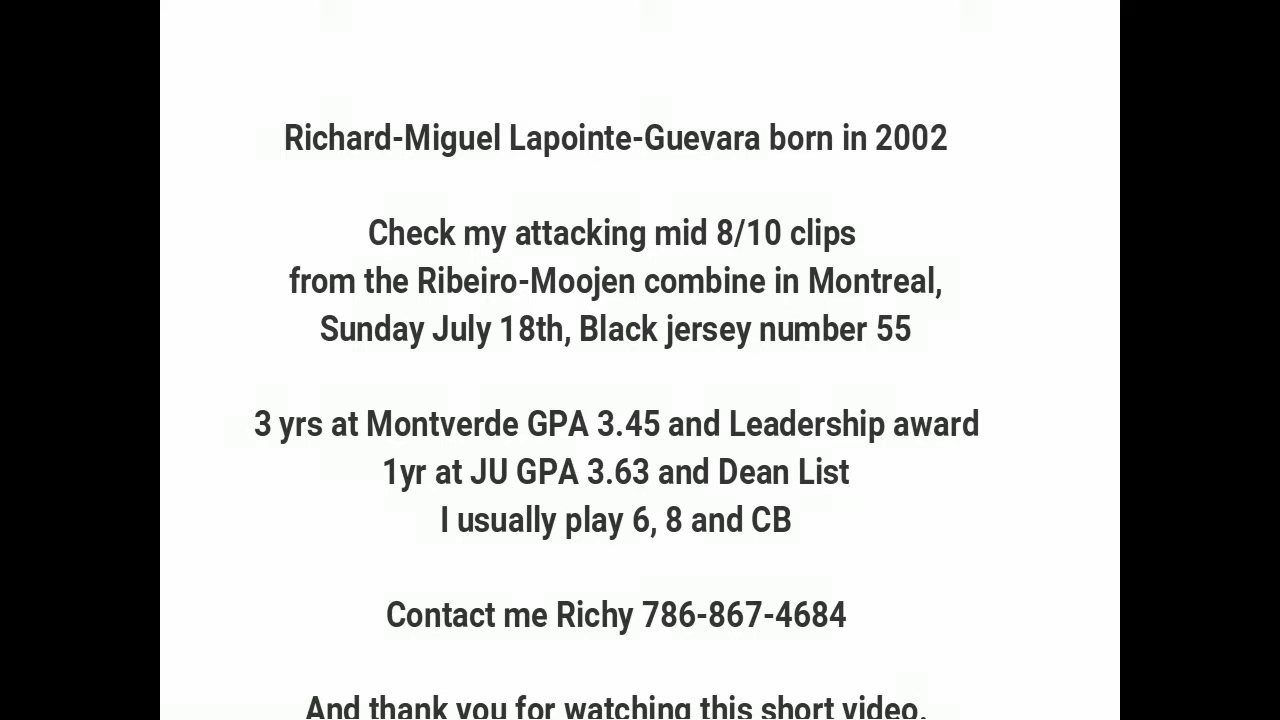 Richard-Miguel Lapointe-Guevara born in 2002
Check my attacking mid 8/10 clips
from the Ribeiro-Moojen combine in Montreal,
Sunday July 18th, Black jersey number 55
3 yrs at Montverde GPA 3.45 and Leadership award
1yr at JU GPA 3.63 and Dean List
I usually play 6, 8 and CB
Contact me Richy 786-867-4684
And thank you for watching this short video.